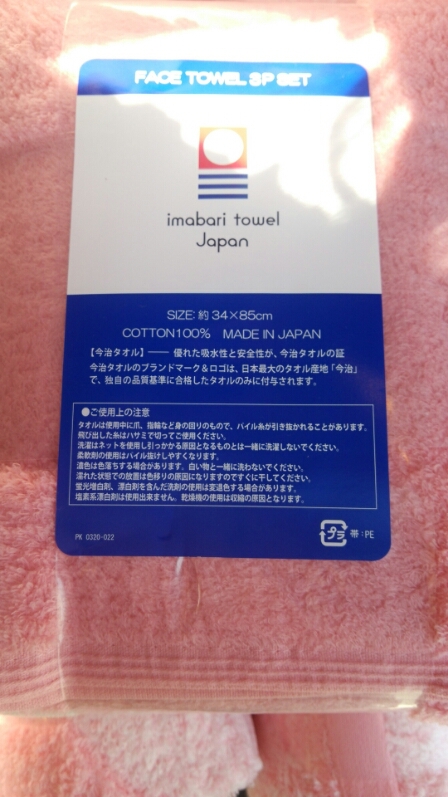 FACE TOWEL 3P SET
imabari towel
Japan
SIZE: 約 34×85cm
COTTON100% MADE IN JAPAN
【今治タオル】―― 優れた吸水性と安全性が、今治タオルの証
今治タオルのブランドマーク＆ロゴは、日本最大のタオル産地「今治」
で、独自の品質基準に合格したタオルのみに付与されます。
●ご使用上の注意
タオルは使用中に爪、指輪など身の回りのもので、パイル糸が引き抜かれることがあります。
飛び出した糸はハサミで切ってご使用ください。
洗濯はネットを使用し引っかかる原因となるものとは一緒に洗濯しないでください。
柔軟剤の使用はパイル抜けしやすくなります。
濃色は色落ちする場合があります。白い物と一緒に洗わないでください。
濡れた状態での放置は色移りの原因になりますのですぐに干してください。
蛍光増白剤、漂白剤を含んだ洗剤の使用は変退色する場合があります。
塩素系漂白剤は使用出来ません。乾燥機の使用は収縮の原因となります。
PK 0320-022
プラ 帯：PE